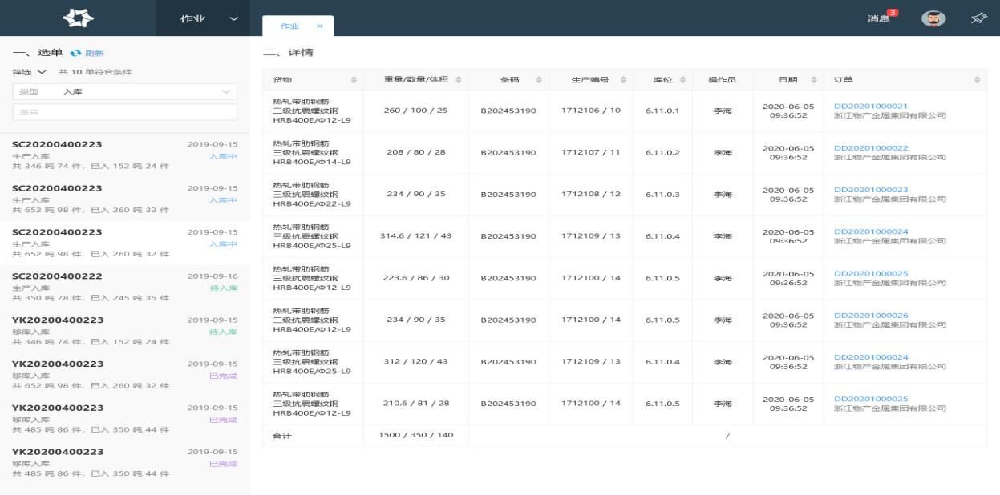 作业
作业 ×
消息 3
一、选单 刷新
筛选 共 10 单符合条件
类型 入库
单号
SC20200400223 2019-09-15
生产入库 入库中
共 346 吨 74 件，已入 152 吨 24 件
SC20200400223 2019-09-15
生产入库 入库中
共 652 吨 98 件，已入 260 吨 32 件
SC20200400223 2019-09-15
生产入库 入库中
共 652 吨 98 件，已入 260 吨 32 件
SC20200400222 2019-09-16
生产入库 待入库
共 350 吨 78 件，已入 245 吨 35 件
YK20200400223 2019-09-15
移库入库 待入库
共 346 吨 74 件，已入 152 吨 24 件
YK20200400223 2019-09-15
移库入库 已完成
共 652 吨 98 件，已入 260 吨 32 件
YK20200400223 2019-09-15
移库入库 已完成
共 485 吨 86 件，已入 350 吨 44 件
YK20200400223 2019-09-15
移库入库 已完成
共 485 吨 86 件，已入 350 吨 44 件
二、详情
货物 重量/数量/体积 条码 生产编号 库位 操作员 日期 订单
热轧带肋钢筋
三级抗震螺纹钢
HRB400E/Φ12-L9
260 / 100 / 25 B202453190 1712106 / 10 6.11.0.1 李海
2020-06-05
09:36:52
DD20201000021
浙江物产金属集团有限公司
热轧带肋钢筋
三级抗震螺纹钢
HRB400E/Φ14-L9
208 / 80 / 28 B202453190 1712107 / 11 6.11.0.2 李海
2020-06-05
09:36:52
DD20201000022
浙江物产金属集团有限公司
热轧带肋钢筋
三级抗震螺纹钢
HRB400E/Φ22-L9
234 / 90 / 35 B202453190 1712108 / 12 6.11.0.3 李海
2020-06-05
09:36:52
DD20201000023
浙江物产金属集团有限公司
热轧带肋钢筋
三级抗震螺纹钢
HRB400E/Φ25-L9
314.6 / 121 / 43 B202453190 1712109 / 13 6.11.0.4 李海
2020-06-05
09:36:52
DD20201000024
浙江物产金属集团有限公司
热轧带肋钢筋
三级抗震螺纹钢
HRB400E/Φ12-L9
223.6 / 86 / 30 B202453190 1712100 / 14 6.11.0.5 李海
2020-06-05
09:36:52
DD20201000025
浙江物产金属集团有限公司
热轧带肋钢筋
三级抗震螺纹钢
HRB400E/Φ12-L9
234 / 90 / 35 B202453190 1712100 / 14 6.11.0.5 李海
2020-06-05
09:36:52
DD20201000026
浙江物产金属集团有限公司
热轧带肋钢筋
三级抗震螺纹钢
HRB400E/Φ25-L9
312 / 120 / 43 B202453190 1712109 / 13 6.11.0.4 李海
2020-06-05
09:36:52
DD20201000024
浙江物产金属集团有限公司
热轧带肋钢筋
三级抗震螺纹钢
HRB400E/Φ12-L9
210.6 / 81 / 28 B202453190 1712100 / 14 6.11.0.5 李海
2020-06-05
09:36:52
DD20201000025
浙江物产金属集团有限公司
合计 1500 / 350 / 140 /